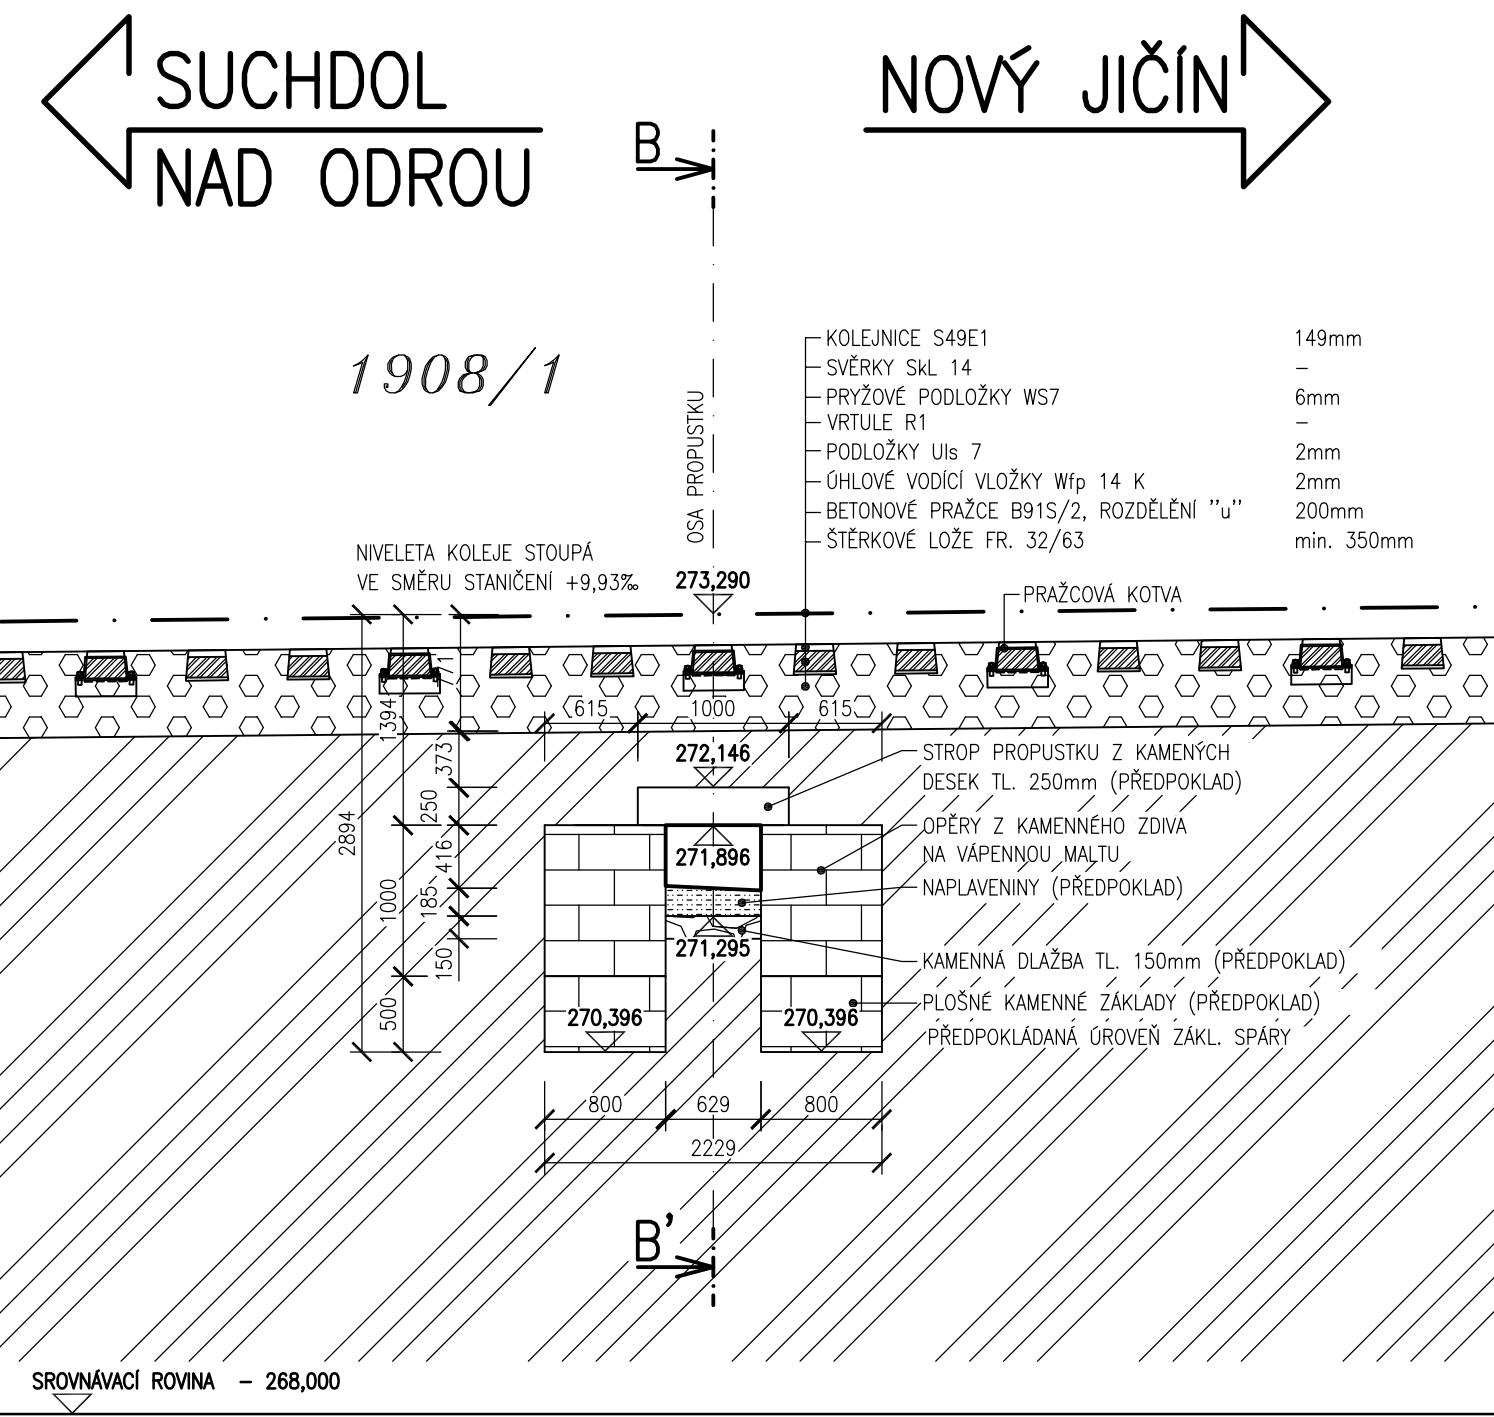 SUCHDOL
NAD ODROU
NOVÝ JIČÍN
B
1908/1
OSA PROPUSTKU
KOLEJNICE S49E1 149mm
SVĚRKY SkL 14 –
PRYŽOVÉ PODLOŽKY WS7 6mm
VRTULE R1 –
PODLOŽKY Uls 7 2mm
ÚHLOVÉ VODÍCÍ VLOŽKY Wfp 14 K 2mm
BETONOVÉ PRAŽCE B91S/2, ROZDĚLĚNÍ ''u'' 200mm
ŠTĚRKOVÉ LOŽE FR. 32/63 min. 350mm
NIVELETA KOLEJE STOUPÁ
VE SMĚRU STANIČENÍ +9,93‰
273,290
PRAŽCOVÁ KOTVA
771
1394
615 1000 615
373
272,146
STROP PROPUSTKU Z KAMENÝCH
DESEK TL. 250mm (PŘEDPOKLAD)
250
2894
OPĚRY Z KAMENNÉHO ZDIVA
NA VÁPENNOU MALTU
416
271,896
185
1000
NAPLAVENINY (PŘEDPOKLAD)
271,295
150
KAMENNÁ DLAŽBA TL. 150mm (PŘEDPOKLAD)
500
PLOŠNÉ KAMENNÉ ZÁKLADY (PŘEDPOKLAD)
270,396 270,396
PŘEDPOKLÁDANÁ ÚROVEŇ ZÁKL. SPÁRY
800 629 800
2229
B'
SROVNÁVACÍ ROVINA – 268,000